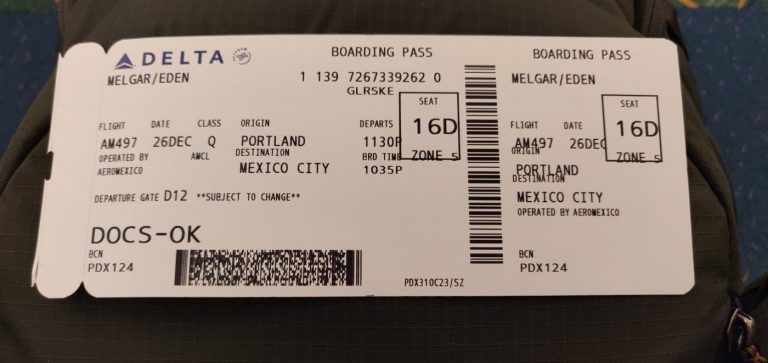 DELTA
BOARDING PASS
MELGAR/EDEN 1 139 7267339262 0
GLRSKE
SEAT
16D
FLIGHT DATE CLASS ORIGIN DEPARTS
AM497 26DEC Q PORTLAND 1130P
OPERATED BY AMCL DESTINATION BRD TIME ZONE 5
AEROMEXICO MEXICO CITY 1035P
DEPARTURE GATE D12 **SUBJECT TO CHANGE**
DOCS-OK
BCN
PDX124
PDX310C23/SZ
BOARDING PASS
MELGAR/EDEN
SEAT
16D
FLIGHT DATE
AM497 26DEC
ORIGIN ZONE 5
PORTLAND
DESTINATION
MEXICO CITY
OPERATED BY AEROMEXICO
BCN
PDX124